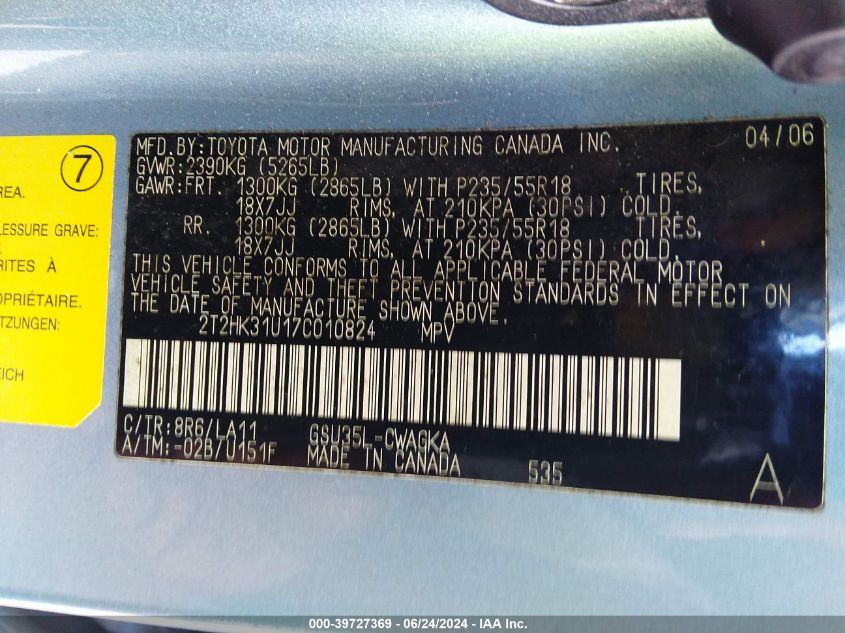 7
AREA.
PLESSURE GRAVE:
RITES À
OPRIÉTAIRE.
TZUNGEN:
REICH
MFD.BY:TOYOTA MOTOR MANUFACTURING CANADA INC. 04/06
GVWR:2390KG (5265LB)
GAWR:FRT. 1300KG (2865LB) WITH P235/55R18 TIRES,
18X7JJ RIMS, AT 210KPA (30PSI) COLD.
RR. 1300KG (2865LB) WITH P235/55R18 TIRES,
18X7JJ RIMS, AT 210KPA (30PSI) COLD.
THIS VEHICLE CONFORMS TO ALL APPLICABLE FEDERAL MOTOR
VEHICLE SAFETY AND THEFT PREVENTION STANDARDS IN EFFECT ON
THE DATE OF MANUFACTURE SHOWN ABOVE.
2T2HK31U17C010824 MPV
C/TR:8R6/LA11 GSU35L-CWAGKA
A/TM:-02B/U151F MADE IN CANADA 535
A
000-39727369 - 06/24/2024 - IAA Inc.